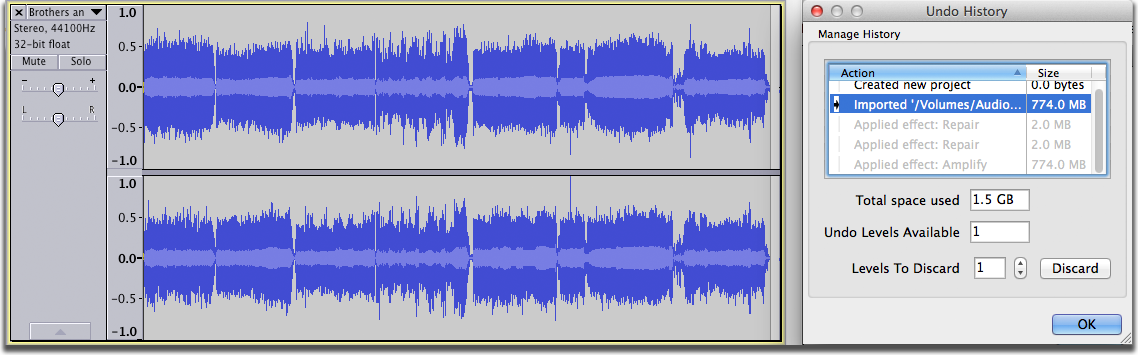 Brothers an
Stereo, 44100Hz
32-bit float
Mute Solo
- +
L R
1.0
0.5
0.0
-0.5
-1.0
1.0
0.5
0.0
-0.5
-1.0
Undo History
Manage History
Action Size
Created new project 0.0 bytes
Imported '/Volumes/Audio... 774.0 MB
Applied effect: Repair 2.0 MB
Applied effect: Repair 2.0 MB
Applied effect: Amplify 774.0 MB
Total space used 1.5 GB
Undo Levels Available 1
Levels To Discard 1 Discard
OK